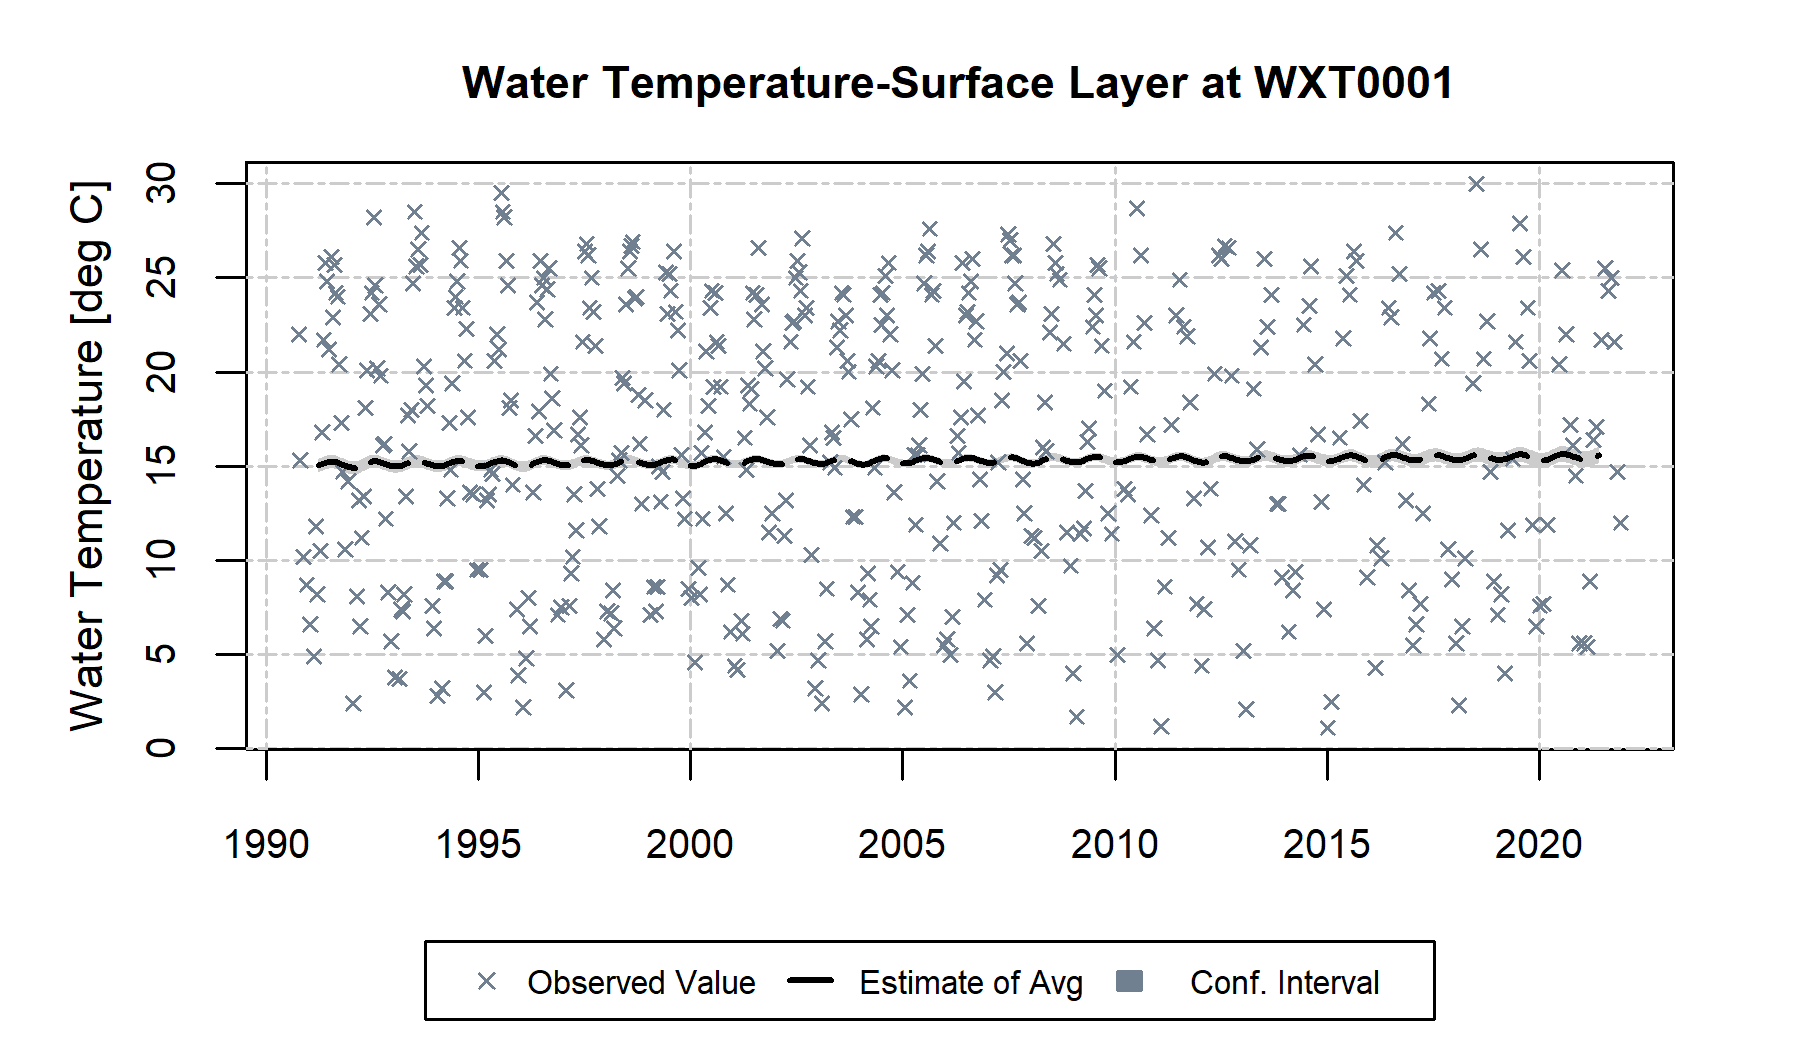 Water Temperature-Surface Layer at WXT0001
Water Temperature [deg C]
30
25
20
15
10
5
0
1990 1995 2000 2005 2010 2015 2020
Observed Value Estimate of Avg Conf. Interval